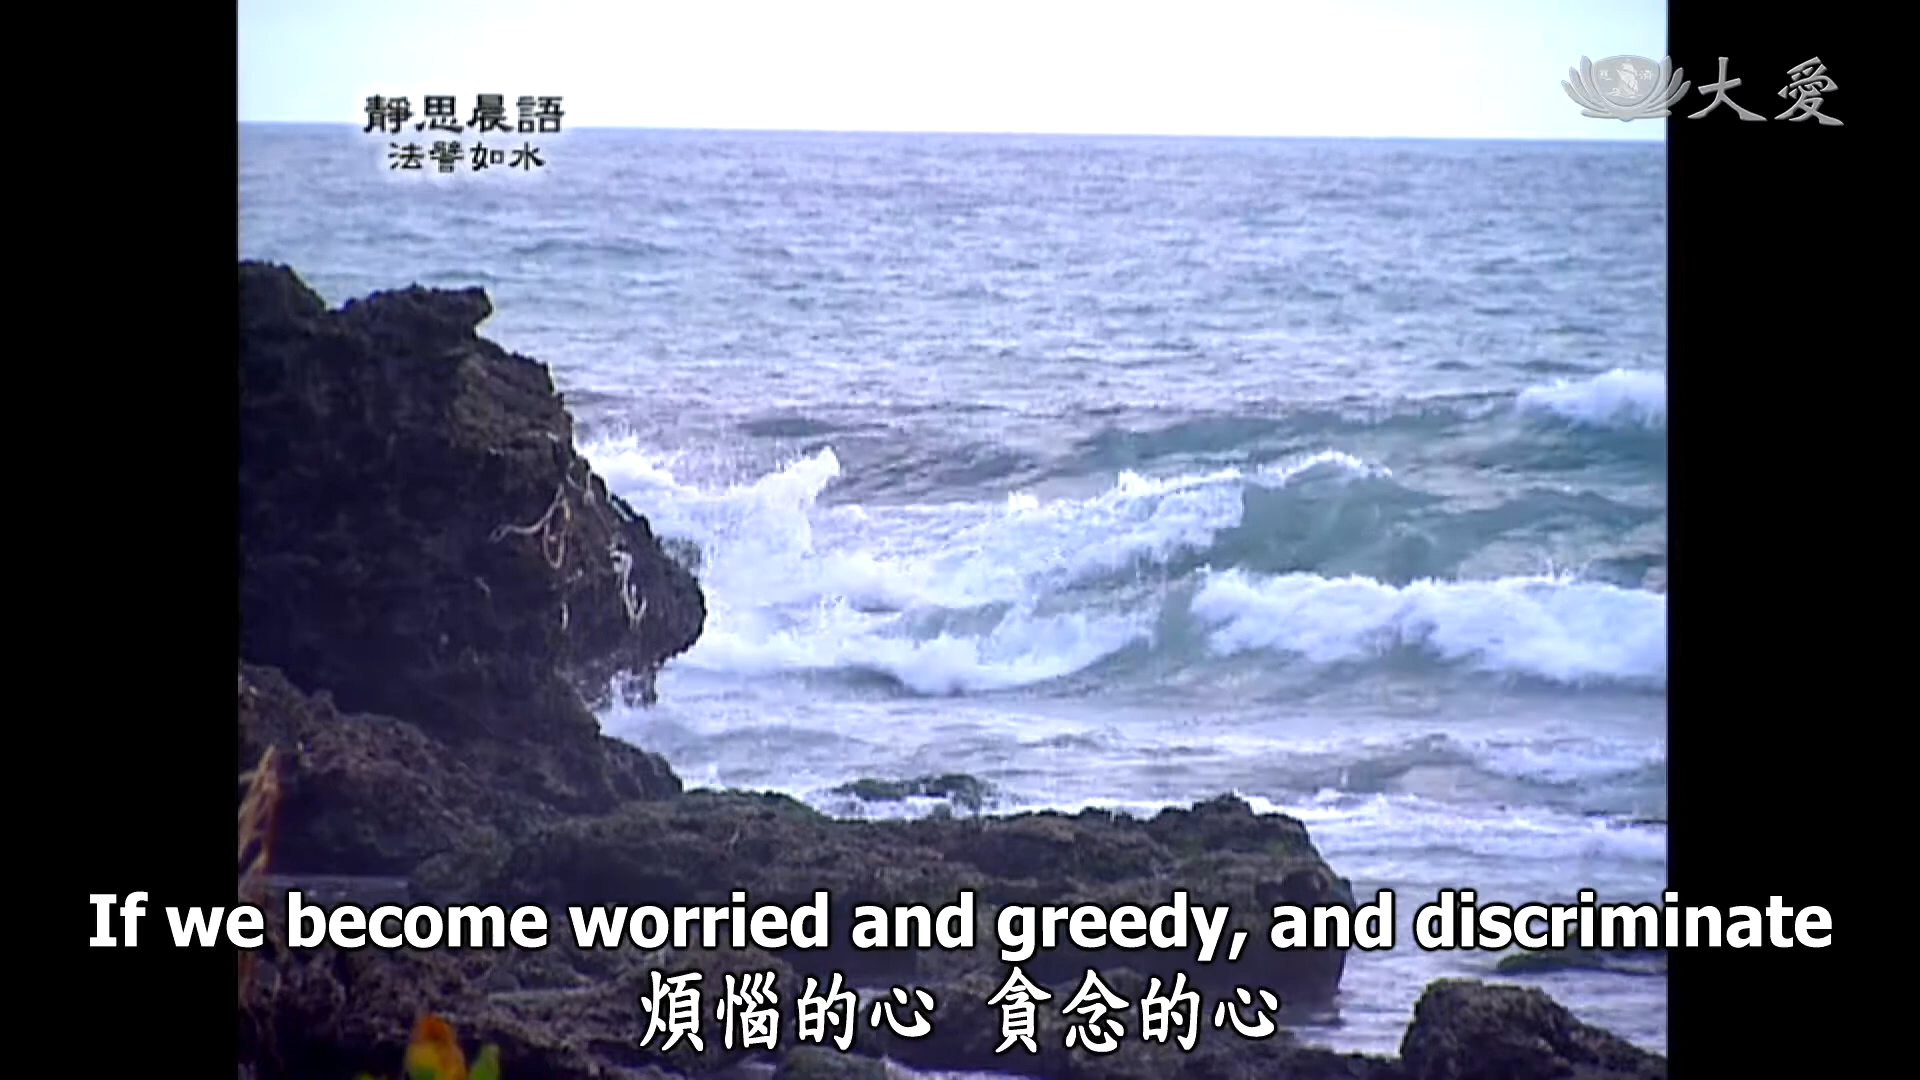 靜思晨語
法譬如水
大愛
If we become worried and greedy, and discriminate
煩惱的心 貪念的心